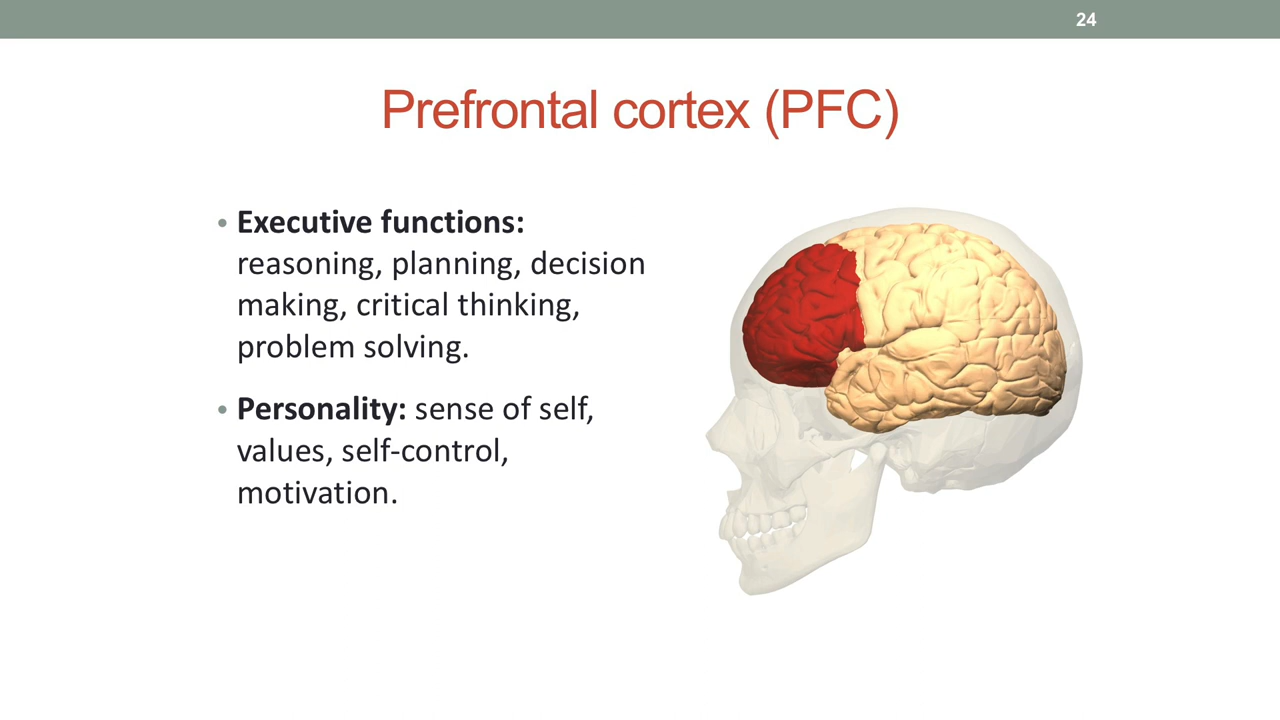 24
Prefrontal cortex (PFC)
• Executive functions:
reasoning, planning, decision
making, critical thinking,
problem solving.
• Personality: sense of self,
values, self-control,
motivation.